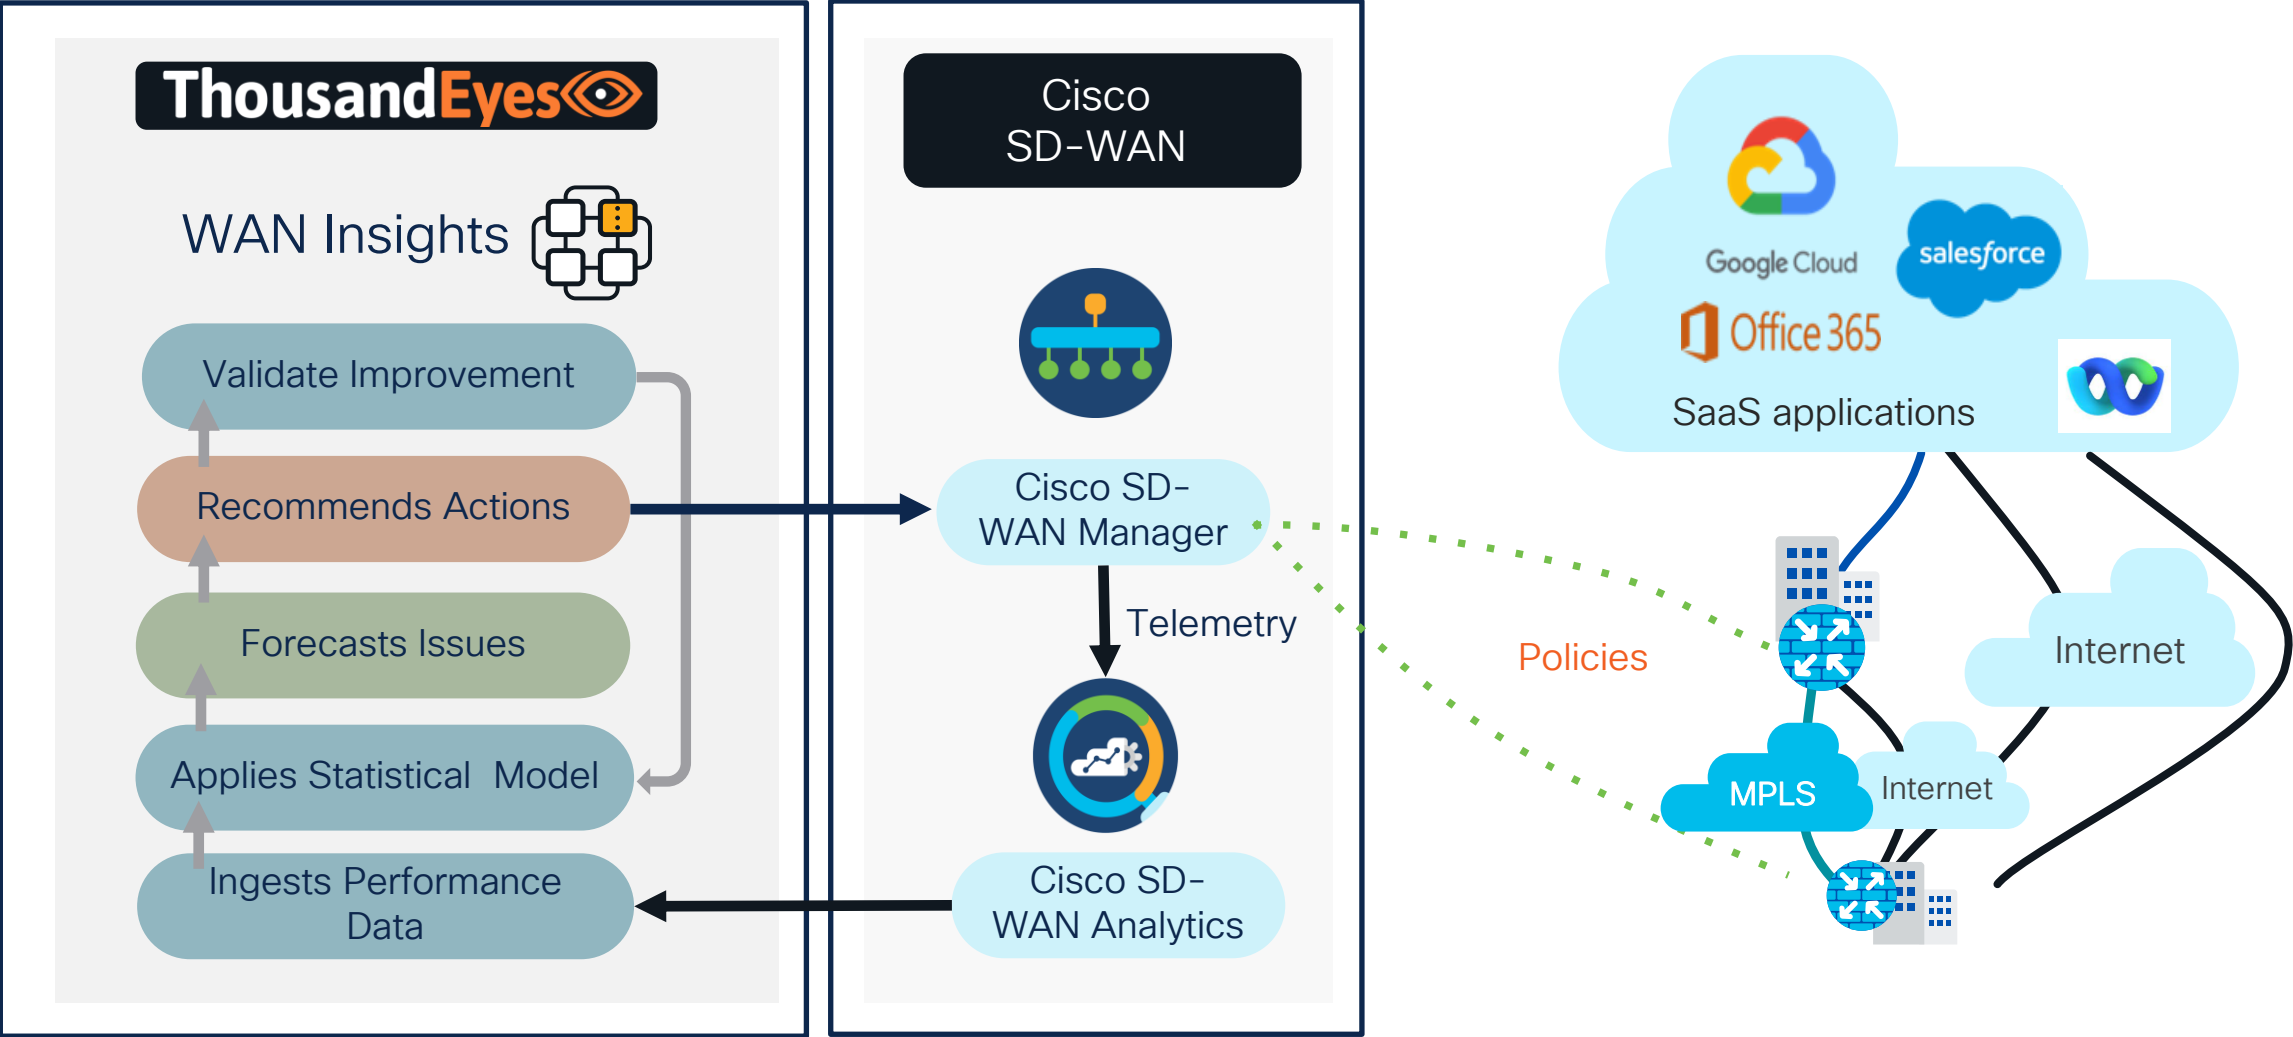 ThousandEyes
WAN Insights
Validate Improvement
Recommends Actions
Forecasts Issues
Applies Statistical Model
Ingests Performance
Data
Cisco
SD-WAN
Cisco SD-
WAN Manager
Telemetry
Cisco SD-
WAN Analytics
Policies
Google Cloud
salesforce
Office 365
SaaS applications
Internet
MPLS
Internet